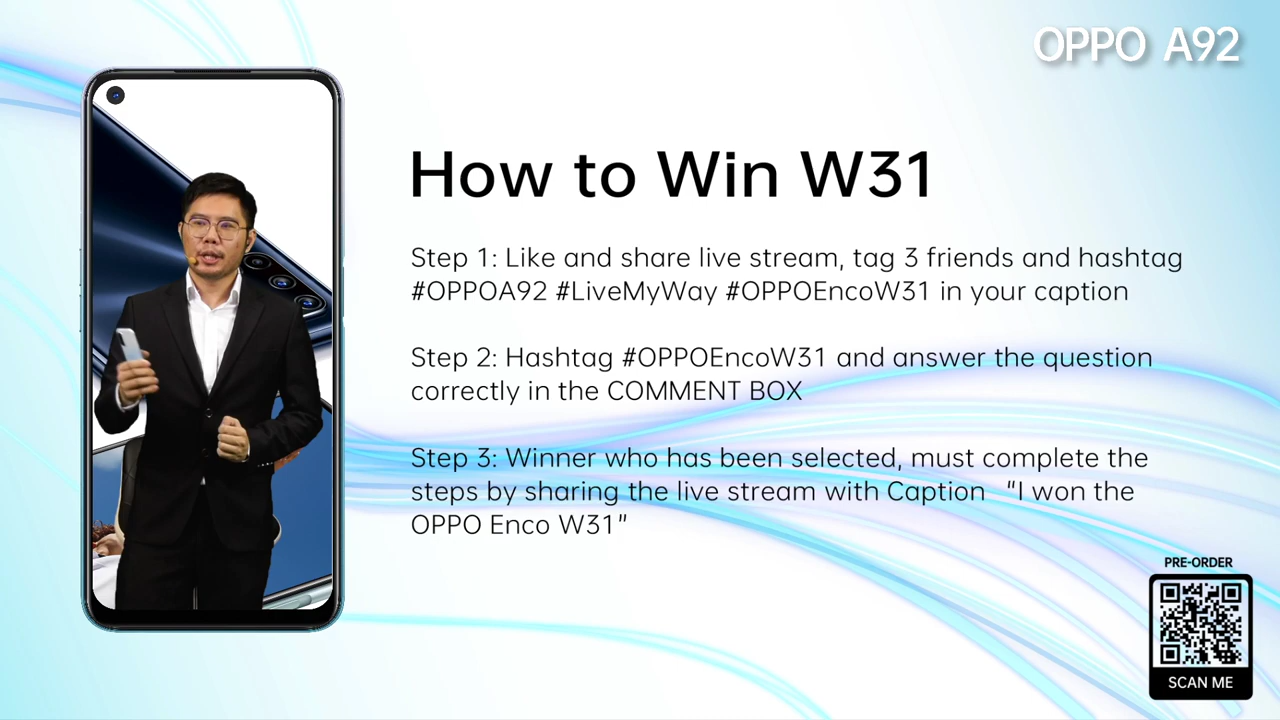 OPPO A92
How to Win W31
Step 1: Like and share live stream, tag 3 friends and hashtag
#OPPOA92 #LiveMyWay #OPPOEncoW31 in your caption
Step 2: Hashtag #OPPOEncoW31 and answer the question
correctly in the COMMENT BOX
Step 3: Winner who has been selected, must complete the
steps by sharing the live stream with Caption "I won the
OPPO Enco W31"
PRE-ORDER
SCAN ME